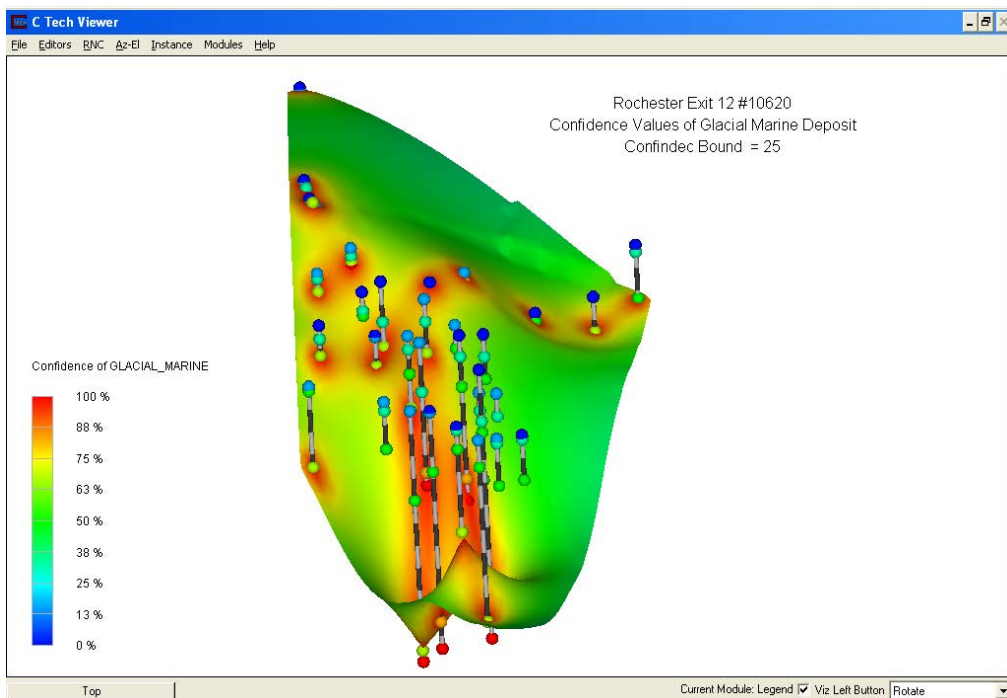 C Tech Viewer
File Editors RNC Az-El Instance Modules Help
Rochester Exit 12 #10620
Confidence Values of Glacial Marine Deposit
Confindec Bound = 25
Confidence of GLACIAL_MARINE
100 %
88 %
75 %
63 %
50 %
38 %
25 %
13 %
0 %
Top
Current Module: Legend Viz Left Button Rotate